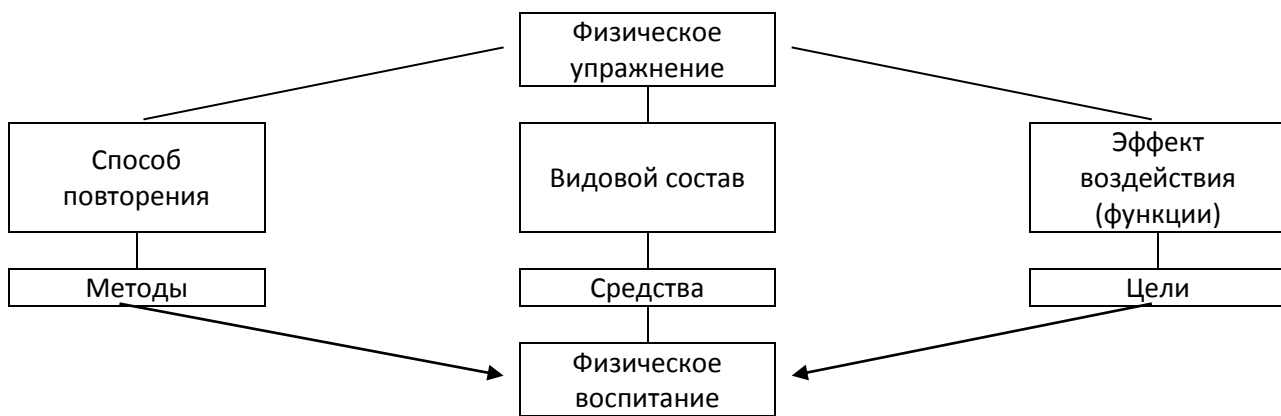 Физическое
упражнение
Способ
повторения
Видовой состав
Эффект
воздействия
(функции)
Методы
Средства
Цели
Физическое
воспитание